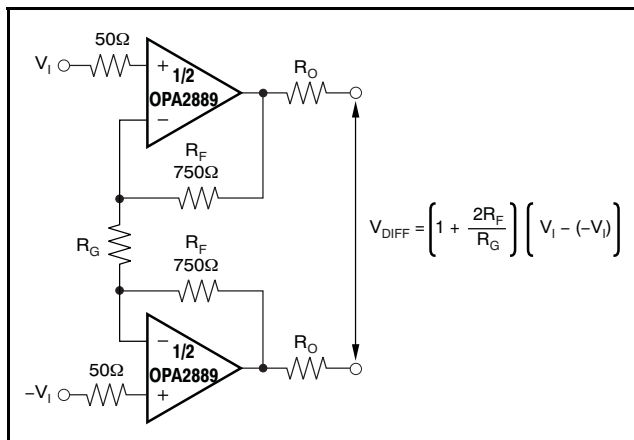 50Ω
V_I
+
1/2
OPA2889
−
R_O
R_F
750Ω
R_G
V_DIFF = (1 + 2R_F/R_G) (V_I − (−V_I))
R_F
750Ω
−
1/2
OPA2889
+
R_O
50Ω
−V_I